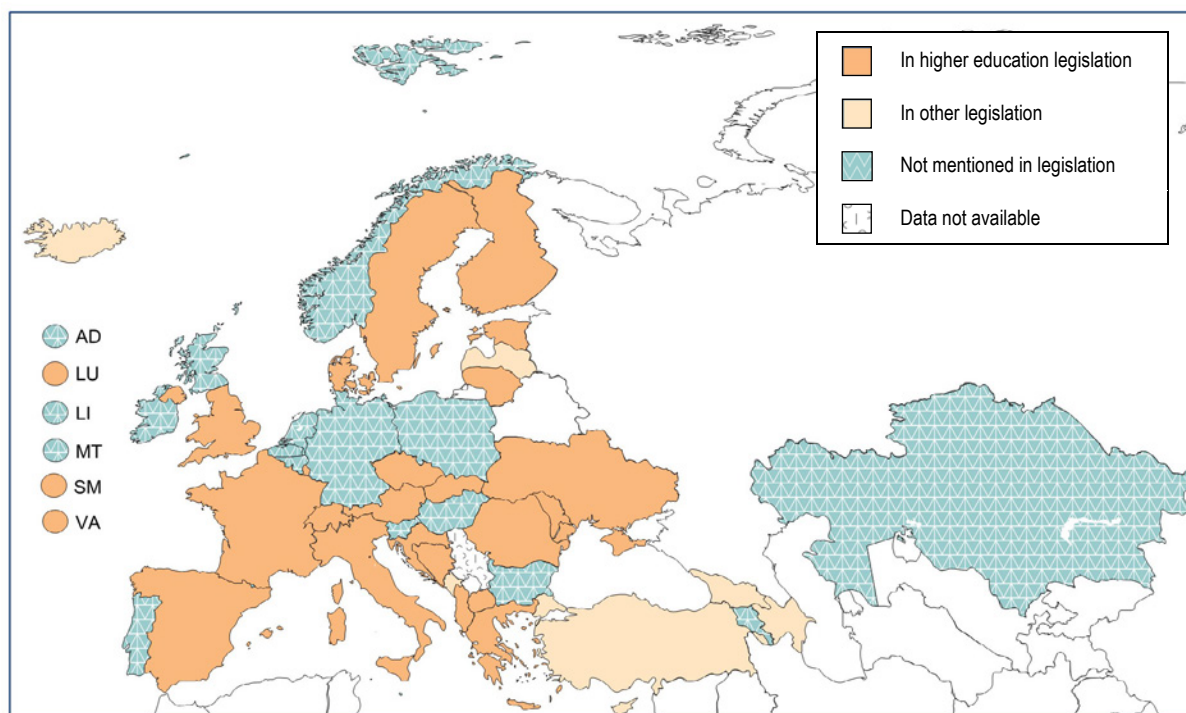 In higher education legislation
In other legislation
Not mentioned in legislation
Data not available
AD
LU
LI
MT
SM
VA